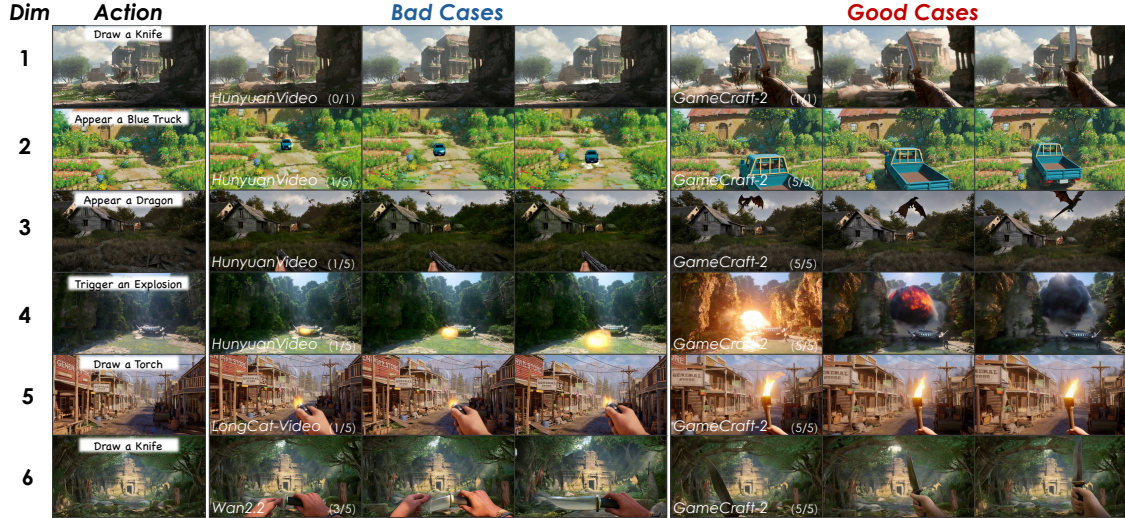 Dim Action Bad Cases Good Cases
1 Draw a Knife HunyuanVideo (0/1) GameCraft-2 (1/1)
2 Appear a Blue Truck HunyuanVideo (1/5) GameCraft-2 (5/5)
3 Appear a Dragon HunyuanVideo (1/5) GameCraft-2 (5/5)
4 Trigger an Explosion HunyuanVideo (1/5) GameCraft-2 (5/5)
5 Draw a Torch LongCat-Video (1/5) GameCraft-2 (5/5)
6 Draw a Knife Wan2.2 (3/5) GameCraft-2 (5/5)